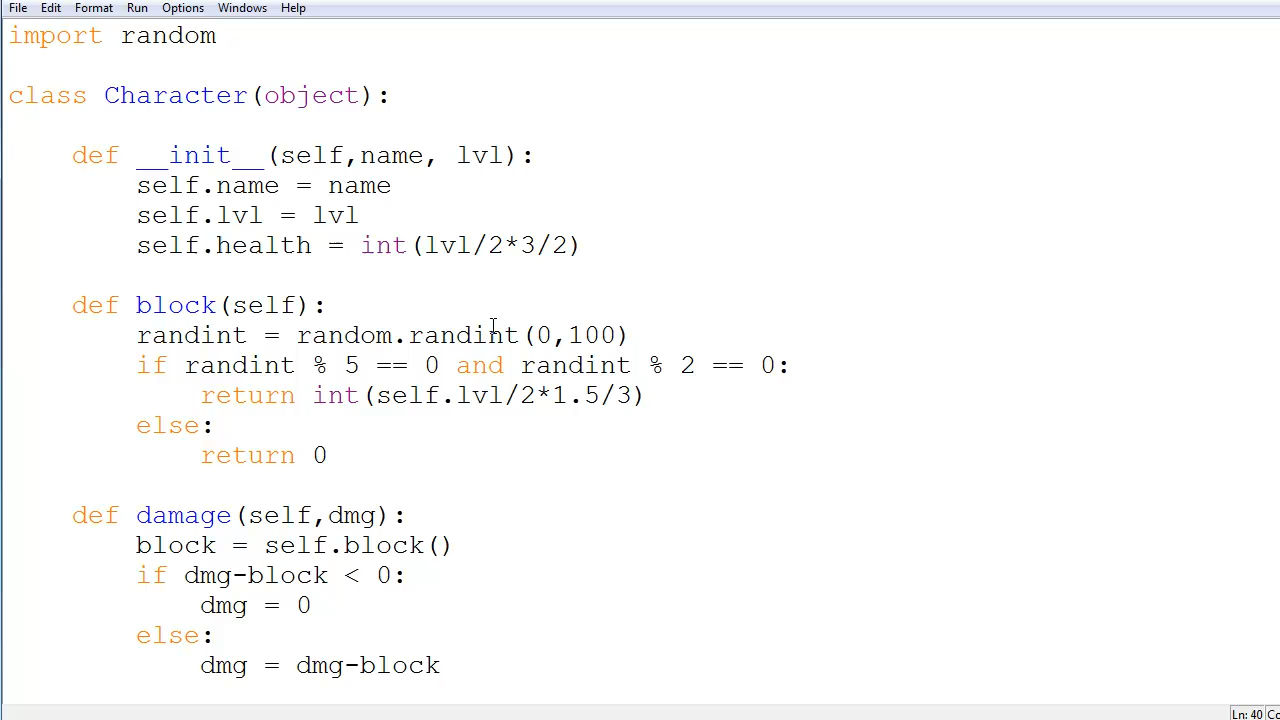 File Edit Format Run Options Windows Help
import random
class Character(object):
def __init__(self,name, lvl):
self.name = name
self.lvl = lvl
self.health = int(lvl/2*3/2)
def block(self):
randint = random.randint(0,100)
if randint % 5 == 0 and randint % 2 == 0:
return int(self.lvl/2*1.5/3)
else:
return 0
def damage(self,dmg):
block = self.block()
if dmg-block < 0:
dmg = 0
else:
dmg = dmg-block
Ln: 40 Co